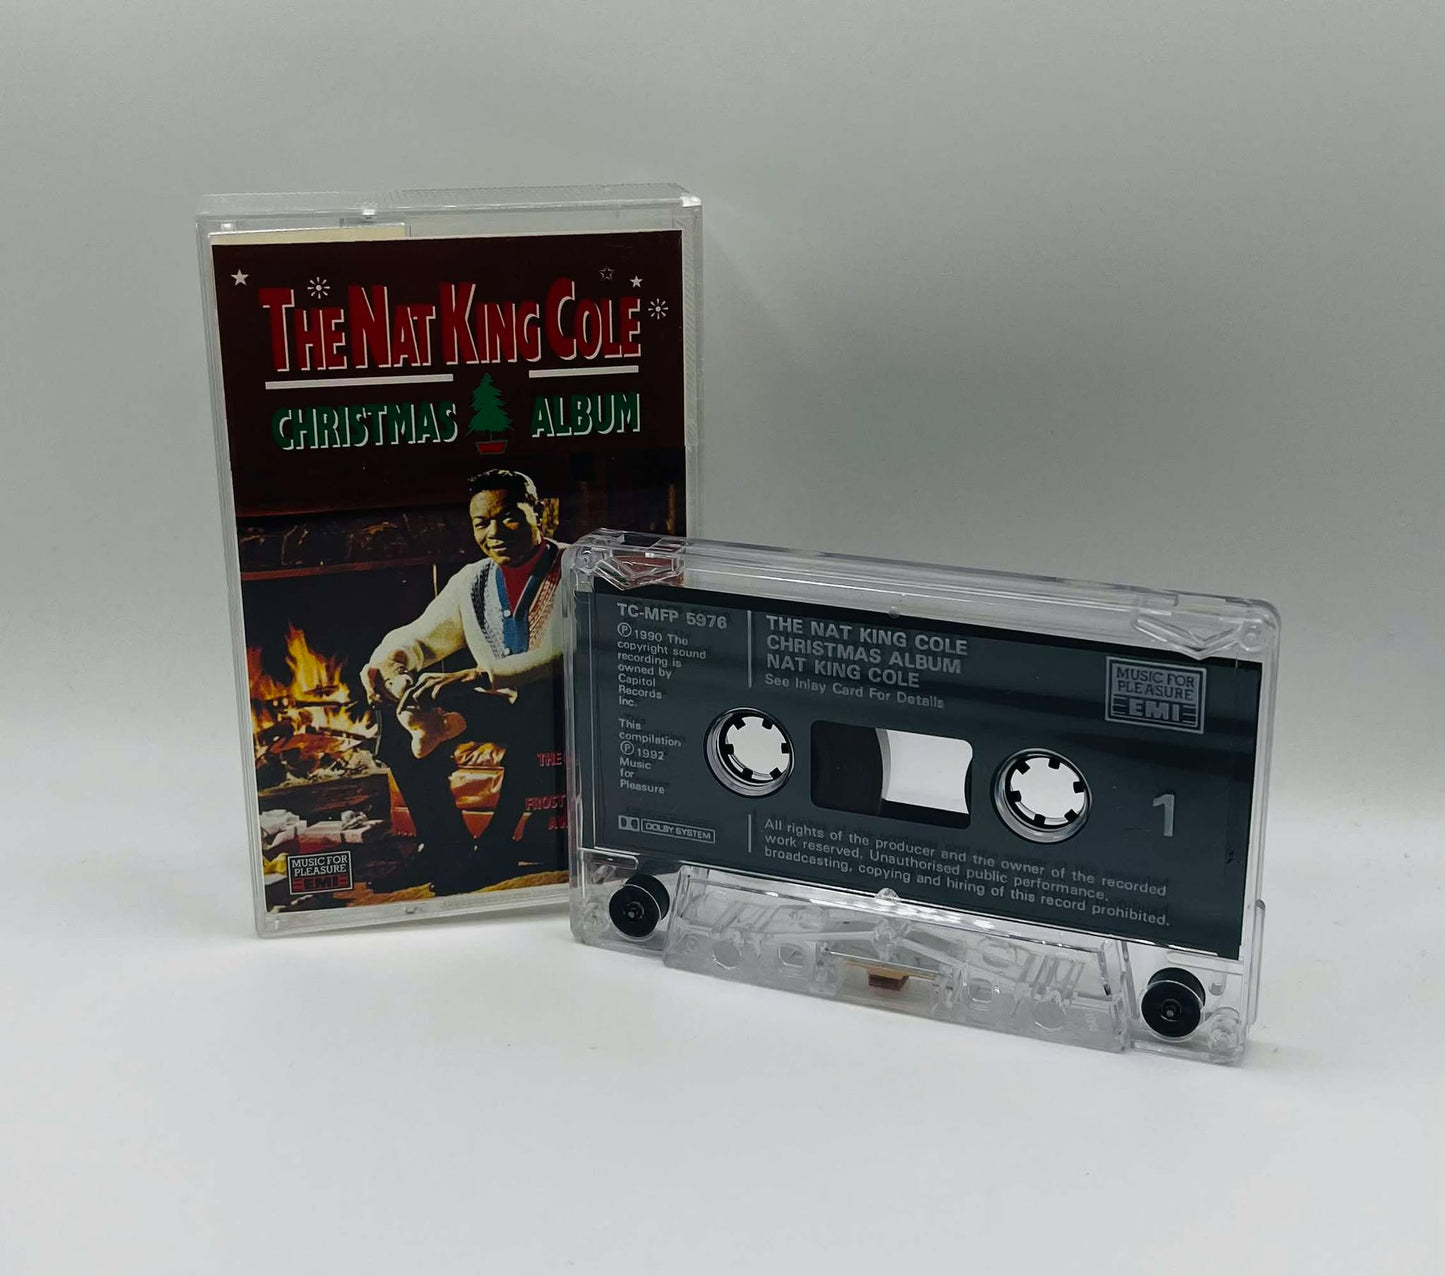 THE NAT KING COLE
CHRISTMAS ALBUM
THE
FROST
A
MUSIC FOR
PLEASURE
EMI
TC-MFP 5976
Ⓟ 1990 The
copyright sound
recording is
owned by
Capitol
Records
Inc.
This
compilation
Ⓟ 1992
Music
for
Pleasure
DOLBY SYSTEM
THE NAT KING COLE
CHRISTMAS ALBUM
NAT KING COLE
See Inlay Card For Details
MUSIC FOR
PLEASURE
EMI
1
All rights of the producer and the owner of the recorded
work reserved. Unauthorised public performance,
broadcasting, copying and hiring of this record prohibited.